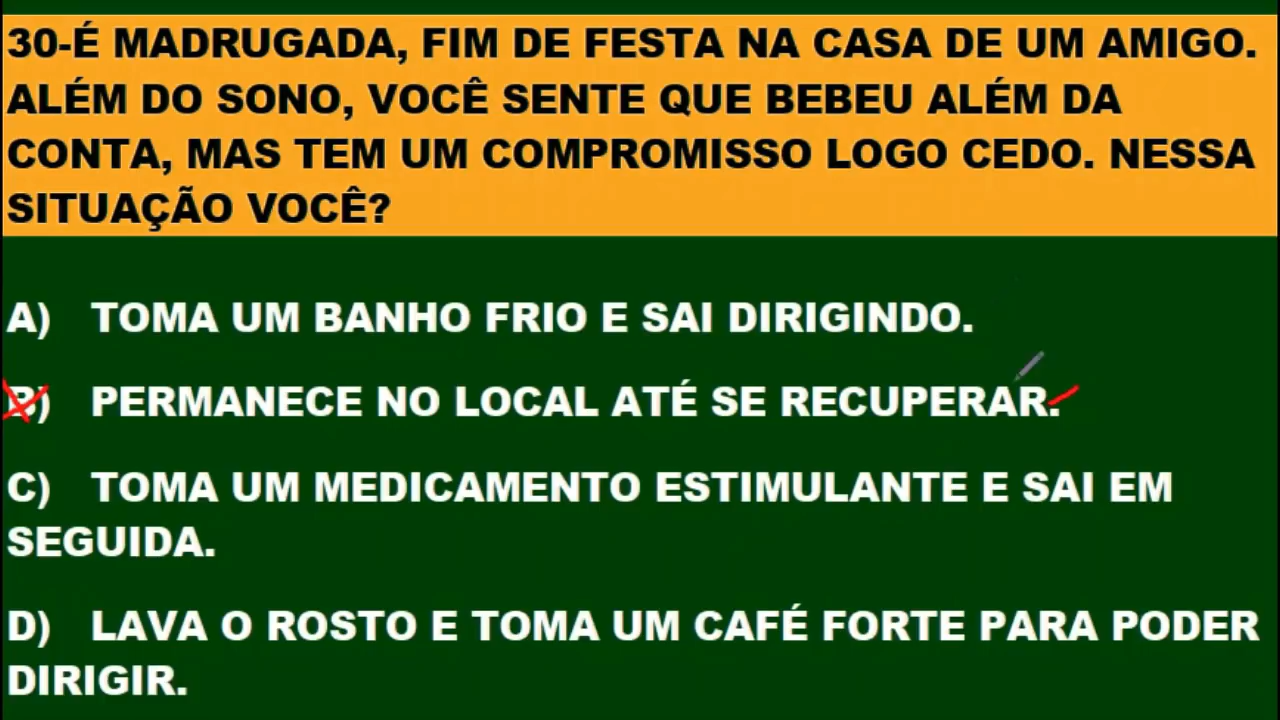 30-É MADRUGADA, FIM DE FESTA NA CASA DE UM AMIGO.
ALÉM DO SONO, VOCÊ SENTE QUE BEBEU ALÉM DA
CONTA, MAS TEM UM COMPROMISSO LOGO CEDO. NESSA
SITUAÇÃO VOCÊ?
A) TOMA UM BANHO FRIO E SAI DIRIGINDO.
B) PERMANECE NO LOCAL ATÉ SE RECUPERAR.
C) TOMA UM MEDICAMENTO ESTIMULANTE E SAI EM
SEGUIDA.
D) LAVA O ROSTO E TOMA UM CAFÉ FORTE PARA PODER
DIRIGIR.